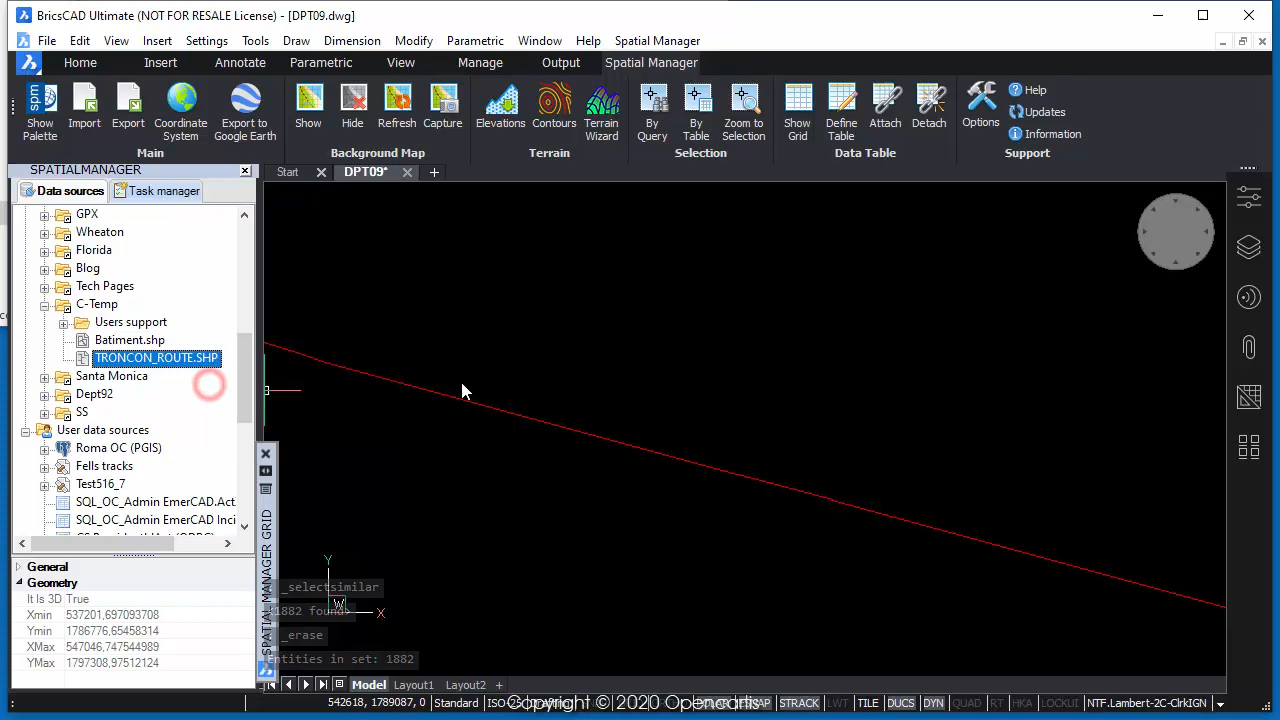 BricsCAD Ultimate (NOT FOR RESALE License) - [DPT09.dwg]
File Edit View Insert Settings Tools Draw Dimension Modify Parametric Window Help Spatial Manager
Home Insert Annotate Parametric View Manage Output Spatial Manager
spm
Show Palette
Import
Export
Coordinate System
Export to Google Earth
Show
Hide
Refresh
Capture
Elevations
Contours
Terrain Wizard
By Query
By Table
Zoom to Selection
Show Grid
Define Table
Attach
Detach
Options
Help
Updates
Information
Main Background Map Terrain Selection Data Table Support
SPATIALMANAGER
Data sources Task manager
Start DPT09*
GPX
Wheaton
Florida
Blog
Tech Pages
C-Temp
Users support
Batiment.shp
TRONCON_ROUTE.SHP
Santa Monica
Dept92
SS
User data sources
Roma OC (PGIS)
Fells tracks
Test516_7
SQL_OC_Admin EmerCAD.Act
SQL_OC_Admin EmerCAD Inci
General
Geometry
It Is 3D True
Xmin 537201,697093708
Ymin 1786776,65458314
XMax 547046,747544989
YMax 1797308,97512124
SPATIAL MANAGER GRID
Y
W
X
_selectsimilar
1882 found
_erase
Entities in set: 1882
Model Layout1 Layout2
542618, 1789087, 0 Standard STRACK LWT TILE DUCS DYN QUAD RT HKA LOCKUI NTF.Lambert-2C-ClrkIGN
Copyright © 2020 Opencartis